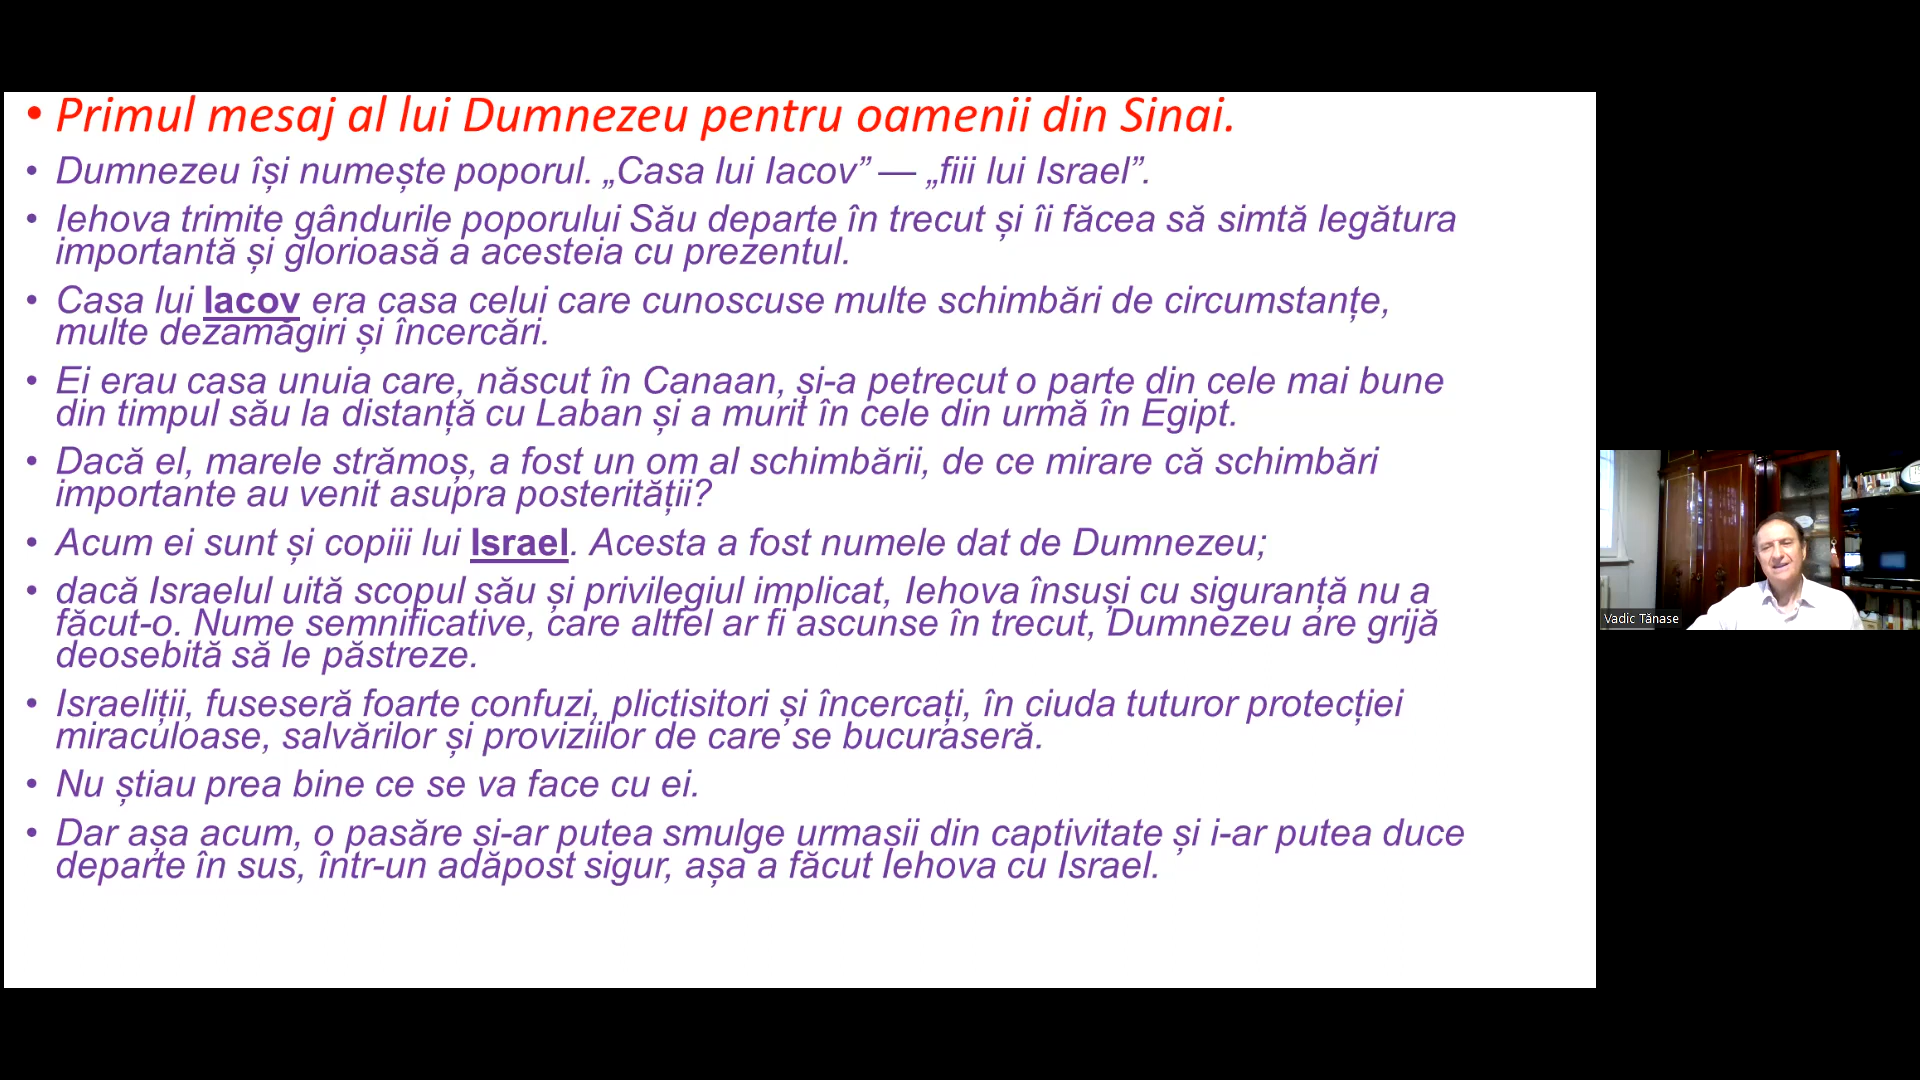 • Primul mesaj al lui Dumnezeu pentru oamenii din Sinai.
• Dumnezeu își numește poporul. „Casa lui Iacov” — „fiii lui Israel”.
• Iehova trimite gândurile poporului Său departe în trecut și îi făcea să simtă legătura
importantă și glorioasă a acesteia cu prezentul.
• Casa lui Iacov era casa celui care cunoscuse multe schimbări de circumstanțe,
multe dezamăgiri și încercări.
• Ei erau casa unuia care, născut în Canaan, și-a petrecut o parte din cele mai bune
din timpul său la distanță cu Laban și a murit în cele din urmă în Egipt.
• Dacă el, marele strămoș, a fost un om al schimbării, de ce mirare că schimbări
importante au venit asupra posterității?
• Acum ei sunt și copiii lui Israel. Acesta a fost numele dat de Dumnezeu;
• dacă Israelul uită scopul său și privilegiul implicat, Iehova însuși cu siguranță nu a
făcut-o. Nume semnificative, care altfel ar fi ascunse în trecut, Dumnezeu are grijă
deosebită să le păstreze.
• Israeliții, fuseseră foarte confuzi, plictisitori și încercați, în ciuda tuturor protecției
miraculoase, salvărilor și proviziilor de care se bucuraseră.
• Nu știau prea bine ce se va face cu ei.
• Dar așa acum, o pasăre și-ar putea smulge urmașii din captivitate și i-ar putea duce
departe în sus, într-un adăpost sigur, așa a făcut Iehova cu Israel.
Vadic Tănase